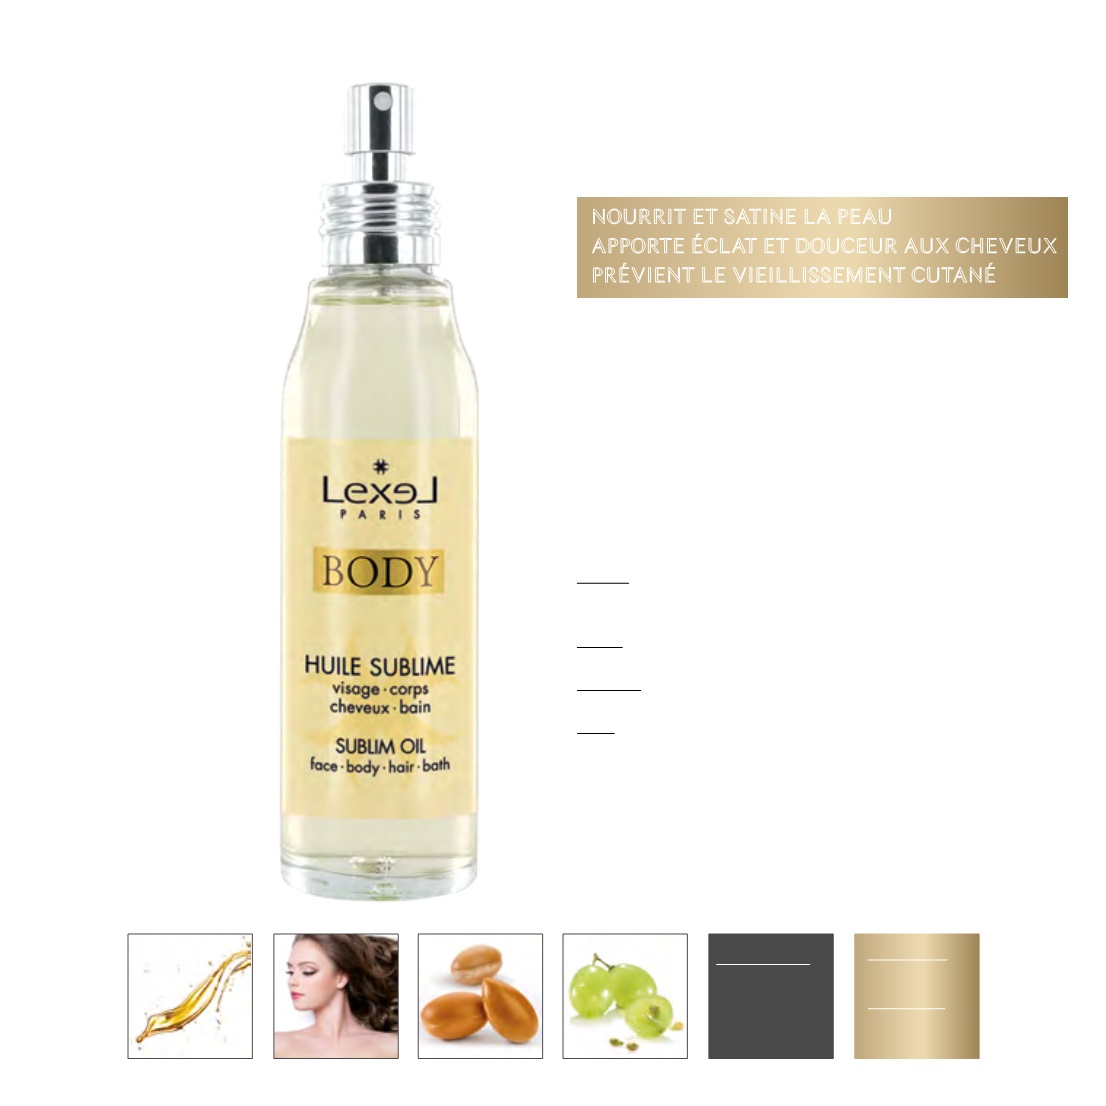 NOURRIT ET SATINE LA PEAU
APPORTE ÉCLAT ET DOUCEUR AUX CHEVEUX
PRÉVIENT LE VIEILLISSEMENT CUTANÉ
Lexel
PARIS
BODY
HUILE SUBLIME
visage · corps
cheveux · bain
SUBLIM OIL
face · body · hair · bath